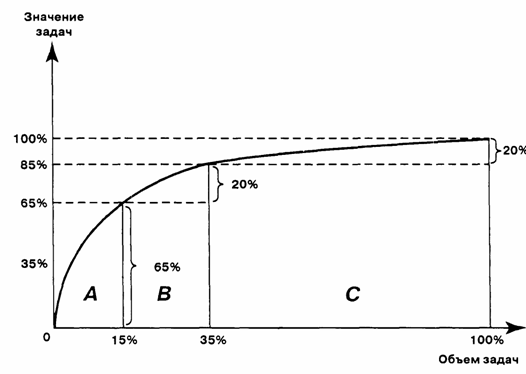 Значение
задач
100%
20%
85%
20%
65%
65%
35%
A B C
0 15% 35% 100%
Объем задач